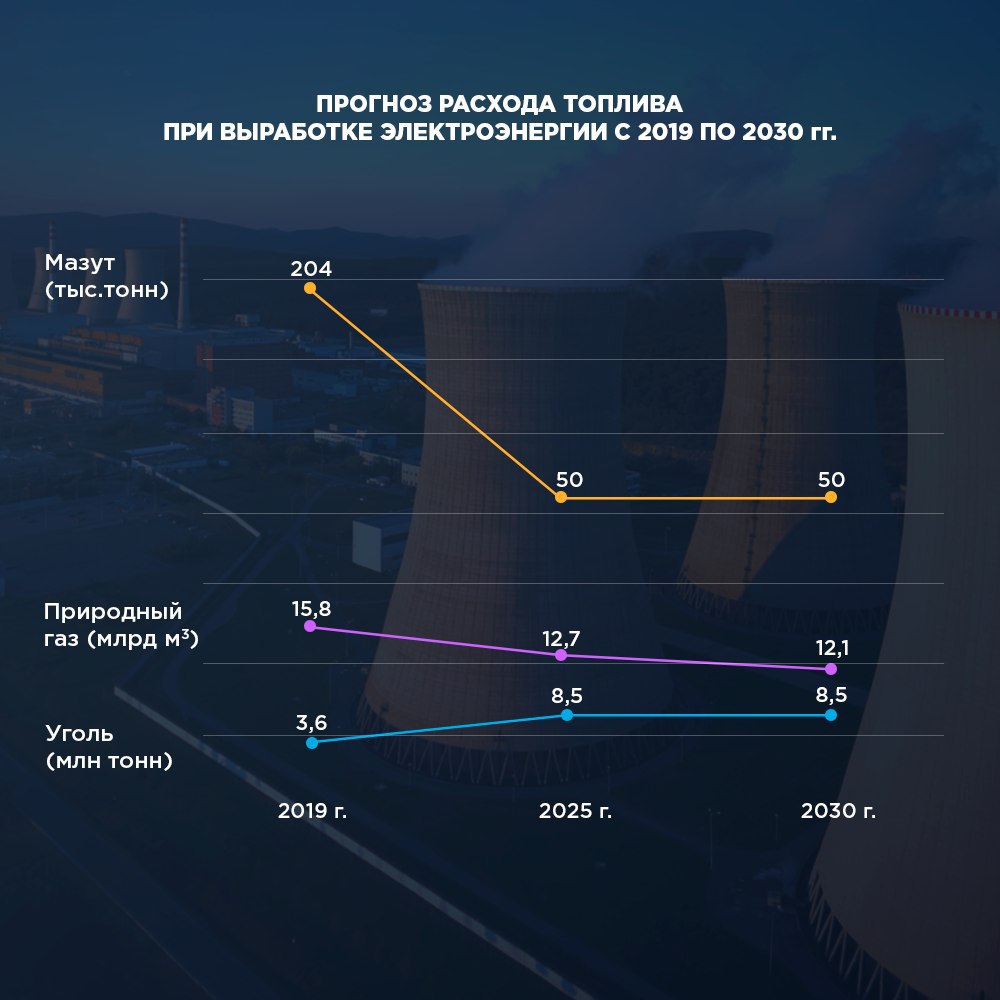 ПРОГНОЗ РАСХОДА ТОПЛИВА
ПРИ ВЫРАБОТКЕ ЭЛЕКТРОЭНЕРГИИ С 2019 ПО 2030 гг.
Мазут
(тыс.тонн)
204
50
50
Природный
газ (млрд м³)
15,8
12,7
12,1
Уголь
(млн тонн)
3,6
8,5
8,5
2019 г.
2025 г.
2030 г.